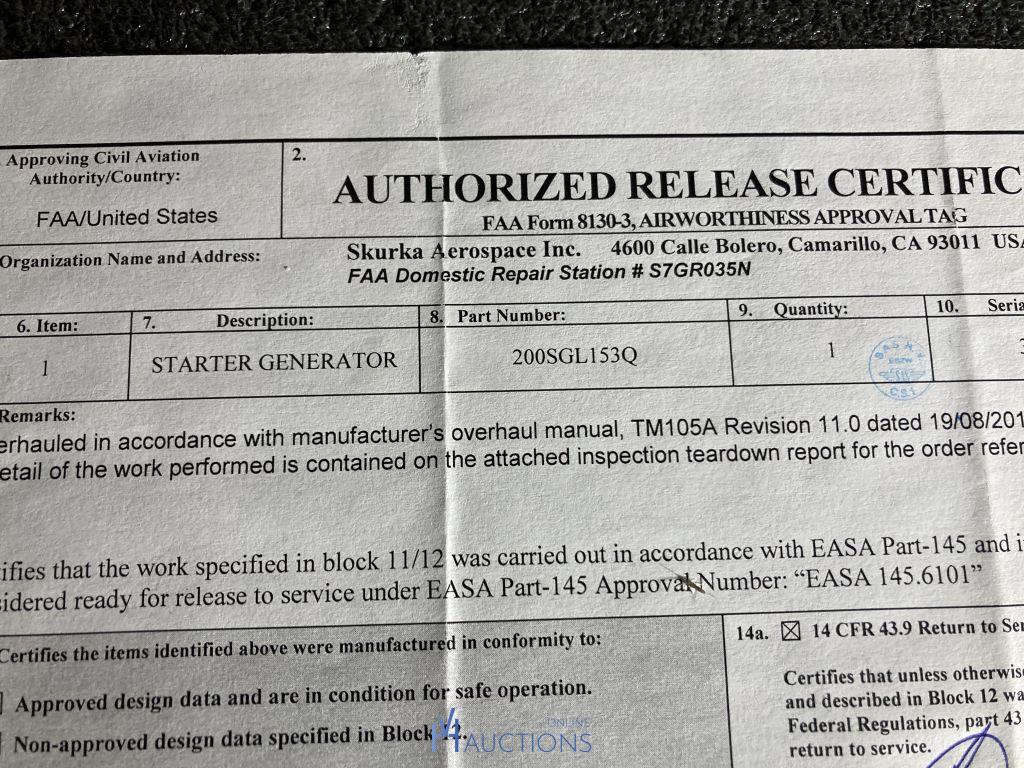 Approving Civil Aviation
Authority/Country:
FAA/United States
2.
AUTHORIZED RELEASE CERTIFIC
FAA Form 8130-3, AIRWORTHINESS APPROVAL TAG
Organization Name and Address:
Skurka Aerospace Inc. 4600 Calle Bolero, Camarillo, CA 93011 USA
FAA Domestic Repair Station # S7GR035N
6. Item: 7. Description: 8. Part Number: 9. Quantity: 10. Seria
1 STARTER GENERATOR 200SGL153Q 1 3
Remarks:
erhauled in accordance with manufacturer's overhaul manual, TM105A Revision 11.0 dated 19/08/201
etail of the work performed is contained on the attached inspection teardown report for the order refer
ifies that the work specified in block 11/12 was carried out in accordance with EASA Part-145 and i
idered ready for release to service under EASA Part-145 Approval Number: “EASA 145.6101”
Certifies the items identified above were manufactured in conformity to:
Approved design data and are in condition for safe operation.
Non-approved design data specified in Block 12.
14a. ☒ 14 CFR 43.9 Return to Ser
Certifies that unless otherwise
and described in Block 12 wa
Federal Regulations, part 43
return to service.
ONLINE
AUCTIONS